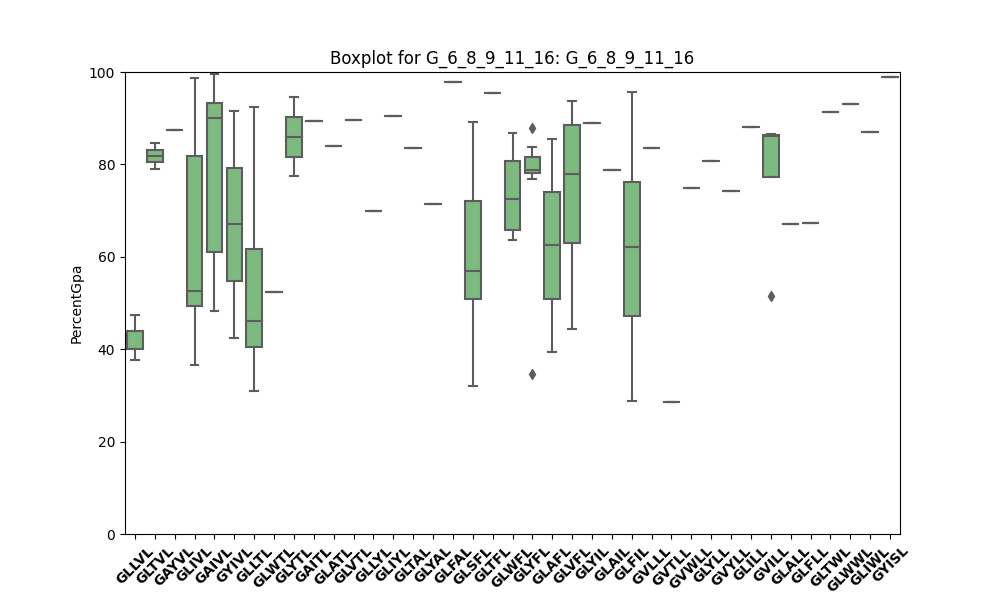 Boxplot for G_6_8_9_11_16: G_6_8_9_11_16
PercentGpa
100
80
60
40
20
0
GLLVL
GLTVL
GAYVL
GLIVL
GAIVL
GYIVL
GLLTL
GLWTL
GLYTL
GAITL
GLATL
GLVTL
GLLYL
GLIYL
GLTAL
GLYAL
GLFAL
GLSFL
GLTFL
GLWFL
GLYFL
GLAFL
GLVFL
GLYIL
GLAIL
GLFIL
GVLLL
GVTLL
GVWLL
GLYLL
GVYLL
GLILL
GVILL
GLALL
GLFLL
GLTWL
GLWWL
GLIWL
GYISL